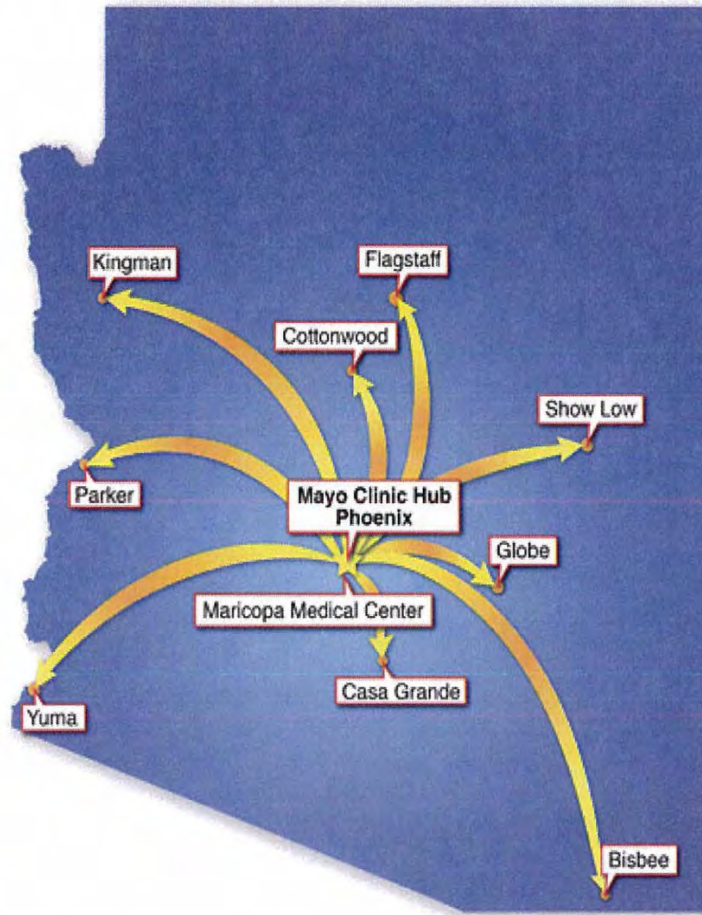 Kingman
Flagstaff
Cottonwood
Show Low
Parker
Mayo Clinic Hub
Phoenix
Globe
Maricopa Medical Center
Casa Grande
Yuma
Bisbee